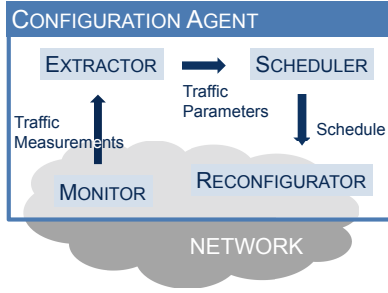 CONFIGURATION AGENT
EXTRACTOR
SCHEDULER
Traffic
Parameters
Traffic
Measurements
Schedule
MONITOR
RECONFIGURATOR
NETWORK